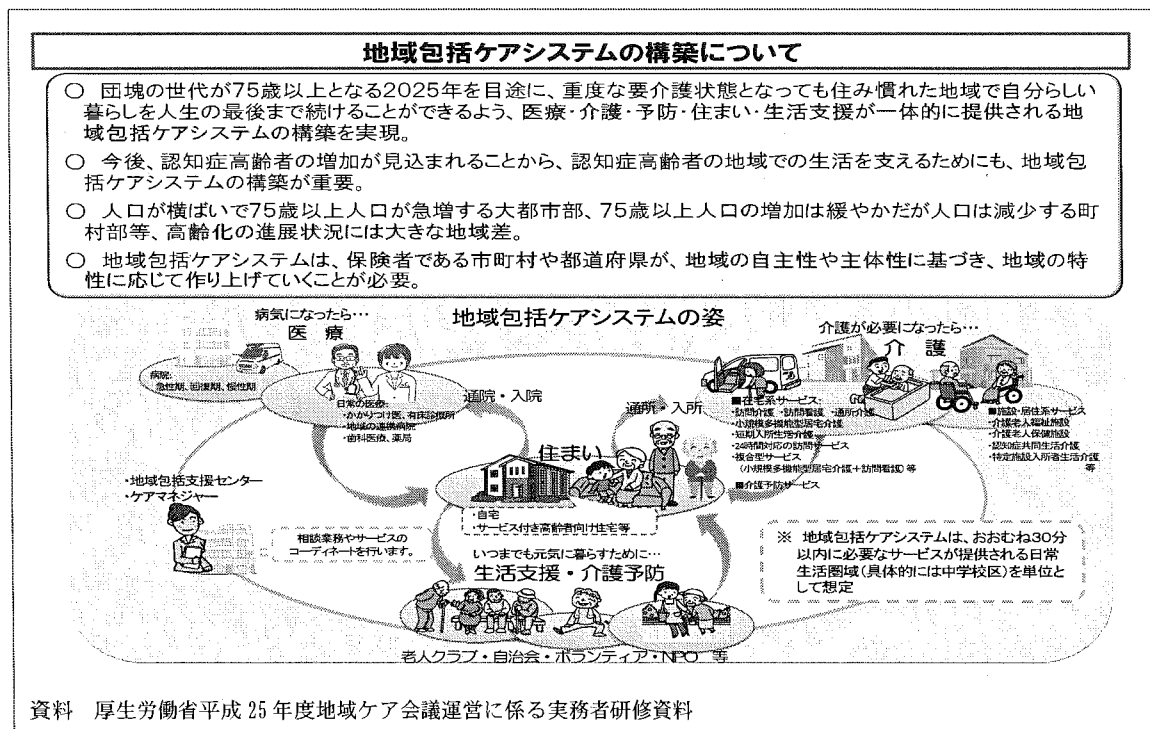 地域包括ケアシステムの構築について
○ 団塊の世代が75歳以上となる2025年を目途に、重度な要介護状態となっても住み慣れた地域で自分らしい
暮らしを人生の最後まで続けることができるよう、医療・介護・予防・住まい・生活支援が一体的に提供される地
域包括ケアシステムの構築を実現。
○ 今後、認知症高齢者の増加が見込まれることから、認知症高齢者の地域での生活を支えるためにも、地域包
括ケアシステムの構築が重要。
○ 人口が横ばいで75歳以上人口が急増する大都市部、75歳以上人口の増加は緩やかだが人口は減少する町
村部等、高齢化の進展状況には大きな地域差。
○ 地域包括ケアシステムは、保険者である市町村や都道府県が、地域の自主性や主体性に基づき、地域の特
性に応じて作り上げていくことが必要。
地域包括ケアシステムの姿
病気になったら…
医 療
病院:
急性期、回復期、慢性期
日常の医療:
・かかりつけ医、有床診療所
・地域の連携病院
・歯科医療、薬局
通院・入院
介護が必要になったら…
介 護
通所・入所
■在宅系サービス:
・訪問介護 ・訪問看護 ・通所介護
・小規模多機能型居宅介護
・短期入所生活介護
・24時間対応の訪問サービス
・複合型サービス
(小規模多機能型居宅介護+訪問看護) 等
■介護予防サービス
■施設・居住系サービス
・介護老人福祉施設
・介護老人保健施設
・認知症共同生活介護
・特定施設入所者生活介護
等
住まい
・自宅
・サービス付き高齢者向け住宅等
・地域包括支援センター
・ケアマネジャー
相談業務やサービスの
コーディネートを行います。
いつまでも元気に暮らすために…
生活支援・介護予防
老人クラブ・自治会・ボランティア・NPO 等
※ 地域包括ケアシステムは、おおむね30分
以内に必要なサービスが提供される日常
生活圏域(具体的には中学校区)を単位と
して想定
資料 厚生労働省平成 25 年度地域ケア会議運営に係る実務者研修資料